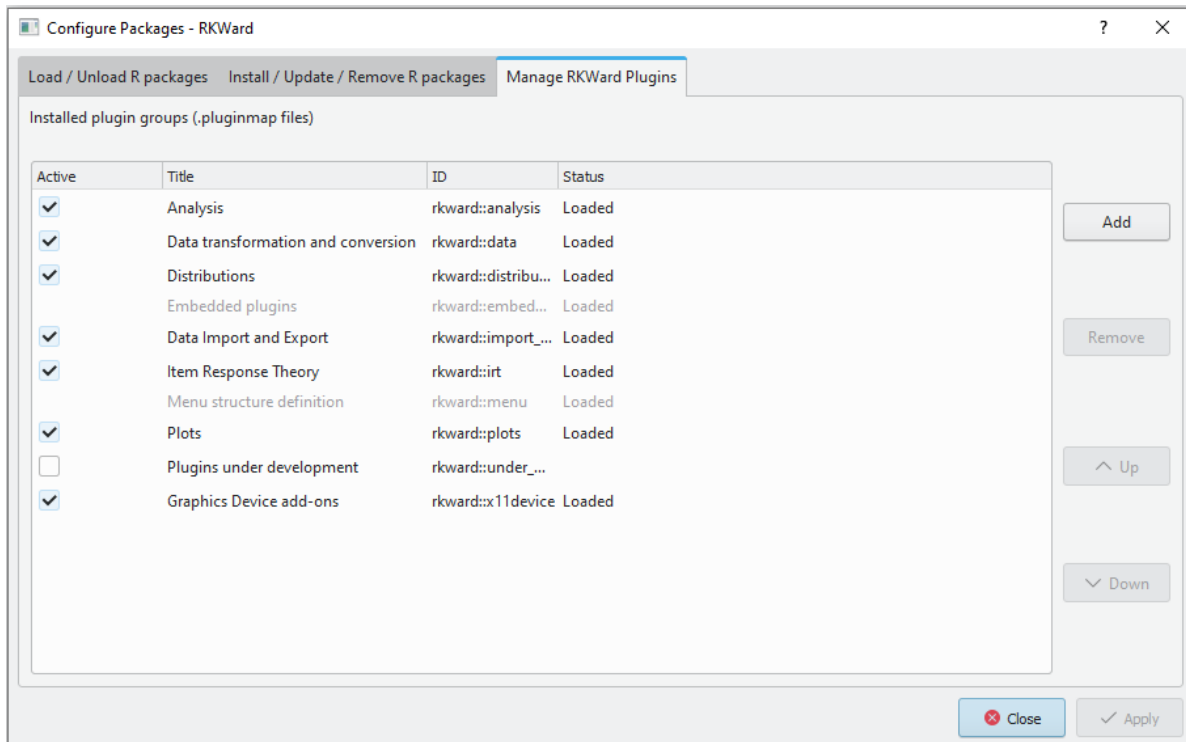 Configure Packages - RKWard
?
Load / Unload R packages Install / Update / Remove R packages Manage RKWard Plugins
Installed plugin groups (.pluginmap files)
Active Title ID Status
Analysis rkward::analysis Loaded
Add
Data transformation and conversion rkward::data Loaded
Distributions rkward::distribu... Loaded
Embedded plugins rkward::embed... Loaded
Data Import and Export rkward::import_... Loaded
Remove
Item Response Theory rkward::irt Loaded
Menu structure definition rkward::menu Loaded
Plots rkward::plots Loaded
Plugins under development rkward::under_...
Up
Graphics Device add-ons rkward::x11device Loaded
Down
Close Apply